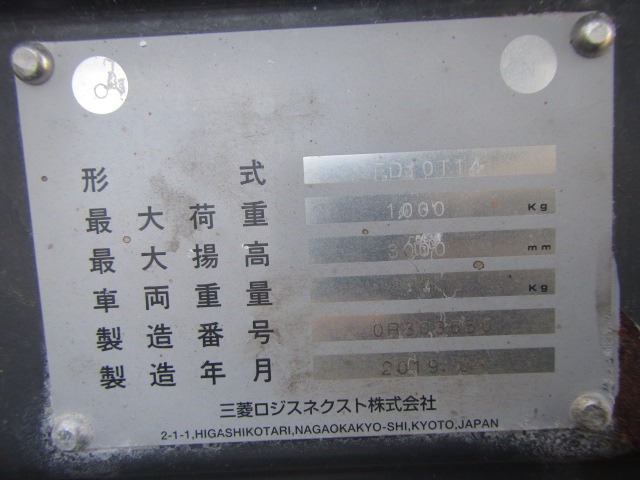 形式
最大荷重 1000 Kg
最大揚高 3000 mm
車両重量 Kg
製造番号
製造年月 2019.
三菱ロジスネクスト株式会社
2-1-1,HIGASHIKOTARI,NAGAOKAKYO-SHI,KYOTO,JAPAN